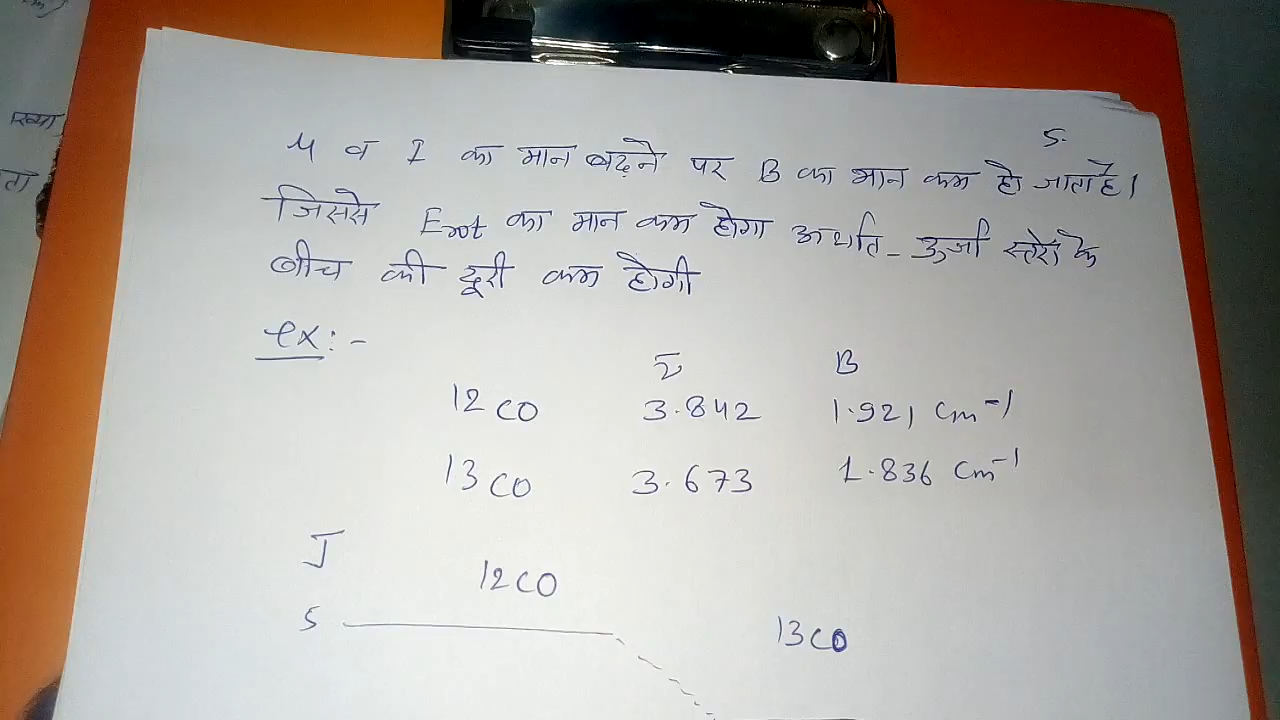 5.
μ व I का मान बढ़ने पर B का मान कम हो जाता है।
जिससे Erot का मान कम होगा अर्थात- ऊर्जा स्तरों के
बीच की दूरी कम होगी
ex:-
ν̅ B
12CO 3.842 1.921 cm⁻¹
13CO 3.673 1.836 cm⁻¹
J
12CO
5
13CO